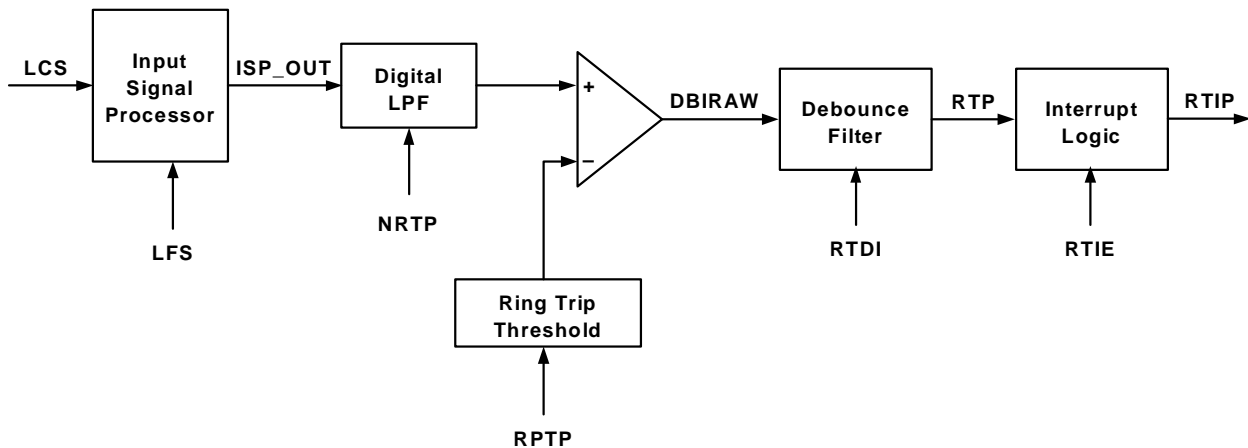 LCS
Input
Signal
Processor
ISP_OUT
Digital
LPF
+
−
DBIRAW
Debounce
Filter
RTP
Interrupt
Logic
RTIP
LFS
NRTP
RTDI
RTIE
Ring Trip
Threshold
RPTP